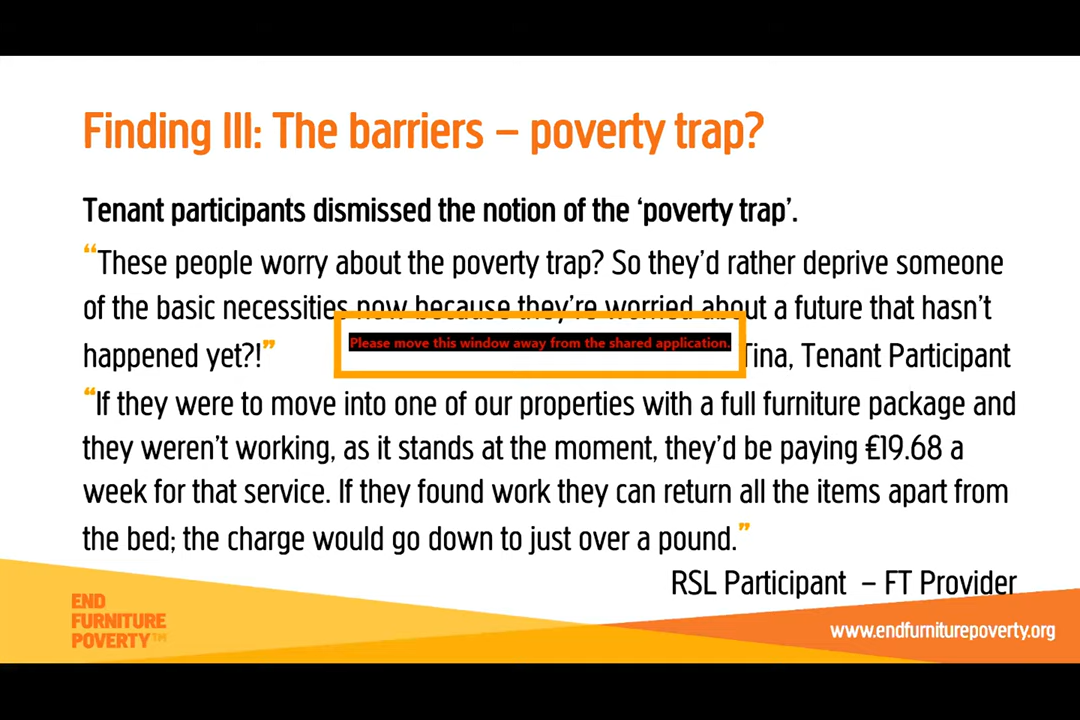 Finding III: The barriers – poverty trap?
Tenant participants dismissed the notion of the ‘poverty trap’.
“These people worry about the poverty trap? So they’d rather deprive someone
of the basic necessities now because they’re worried about a future that hasn’t
happened yet?!” Tina, Tenant Participant
Please move this window away from the shared application.
“If they were to move into one of our properties with a full furniture package and
they weren’t working, as it stands at the moment, they’d be paying €19.68 a
week for that service. If they found work they can return all the items apart from
the bed; the charge would go down to just over a pound.”
RSL Participant – FT Provider
END
FURNITURE
POVERTY™
www.endfurniturepoverty.org